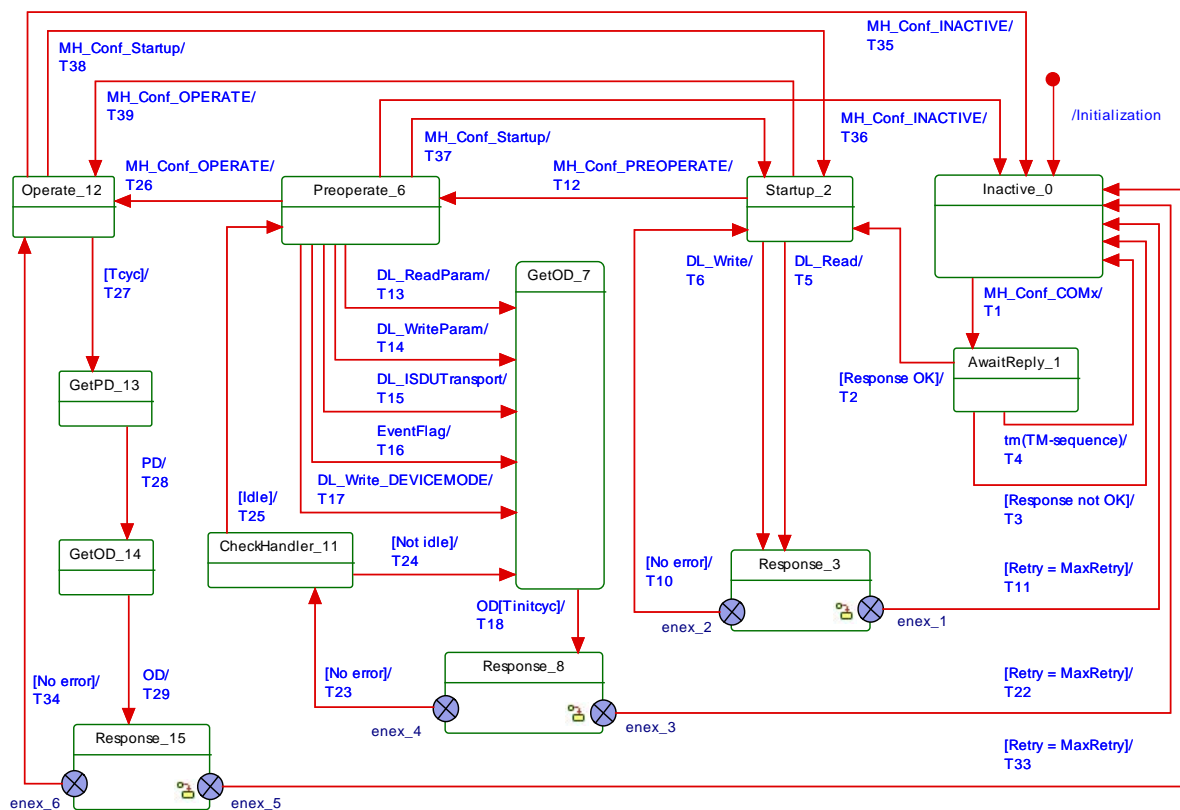 MH_Conf_INACTIVE/
T35
MH_Conf_Startup/
T38
MH_Conf_OPERATE/
T39
/Initialization
MH_Conf_INACTIVE/
T36
MH_Conf_Startup/
T37
MH_Conf_OPERATE/
T26
MH_Conf_PREOPERATE/
T12
Operate_12
Preoperate_6
Startup_2
Inactive_0
[Tcyc]/
T27
DL_ReadParam/
T13
GetOD_7
DL_Write/
T6
DL_Read/
T5
MH_Conf_COMx/
T1
DL_WriteParam/
T14
AwaitReply_1
GetPD_13
DL_ISDUTransport/
T15
[Response OK]/
T2
EventFlag/
T16
tm(TM-sequence)/
T4
PD/
T28
DL_Write_DEVICEMODE/
T17
[Idle]/
T25
[Response not OK]/
T3
GetOD_14
CheckHandler_11
[Not idle]/
T24
[No error]/
T10
Response_3
[Retry = MaxRetry]/
T11
enex_2
enex_1
OD[Tinitcyc]/
T18
[No error]/
T34
OD/
T29
[No error]/
T23
Response_8
[Retry = MaxRetry]/
T22
enex_4
enex_3
Response_15
[Retry = MaxRetry]/
T33
enex_6
enex_5